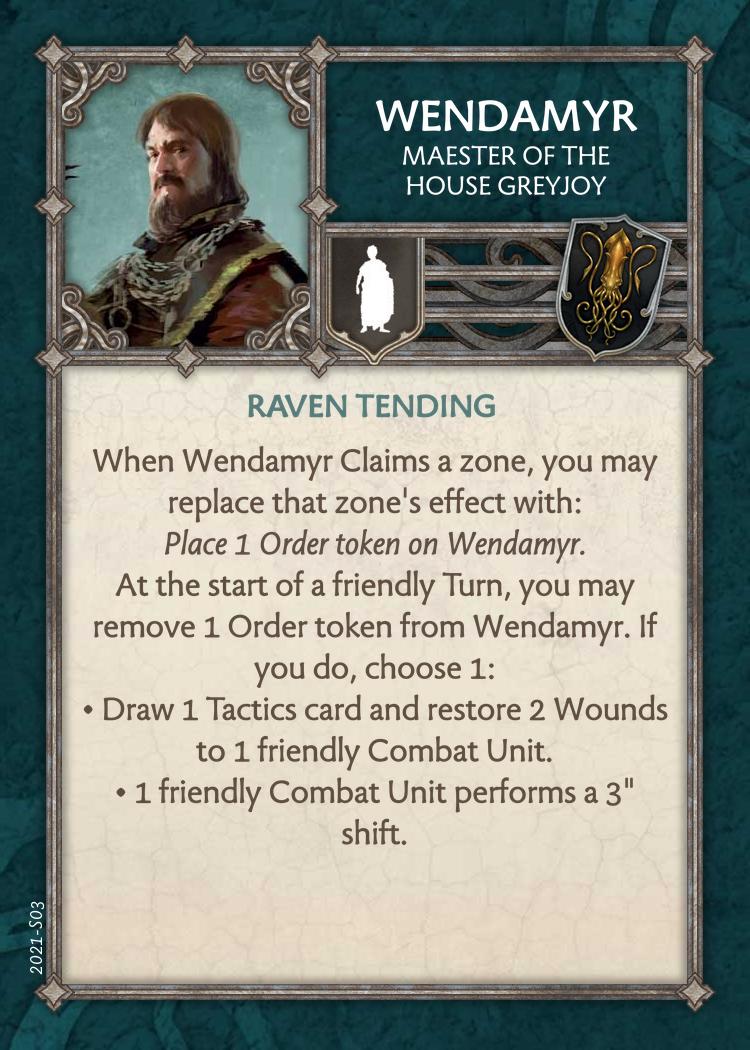 WENDAMYR
MAESTER OF THE
HOUSE GREYJOY
RAVEN TENDING
When Wendamyr Claims a zone, you may
replace that zone's effect with:
Place 1 Order token on Wendamyr.
At the start of a friendly Turn, you may
remove 1 Order token from Wendamyr. If
you do, choose 1:
• Draw 1 Tactics card and restore 2 Wounds
to 1 friendly Combat Unit.
• 1 friendly Combat Unit performs a 3"
shift.
2021-S03